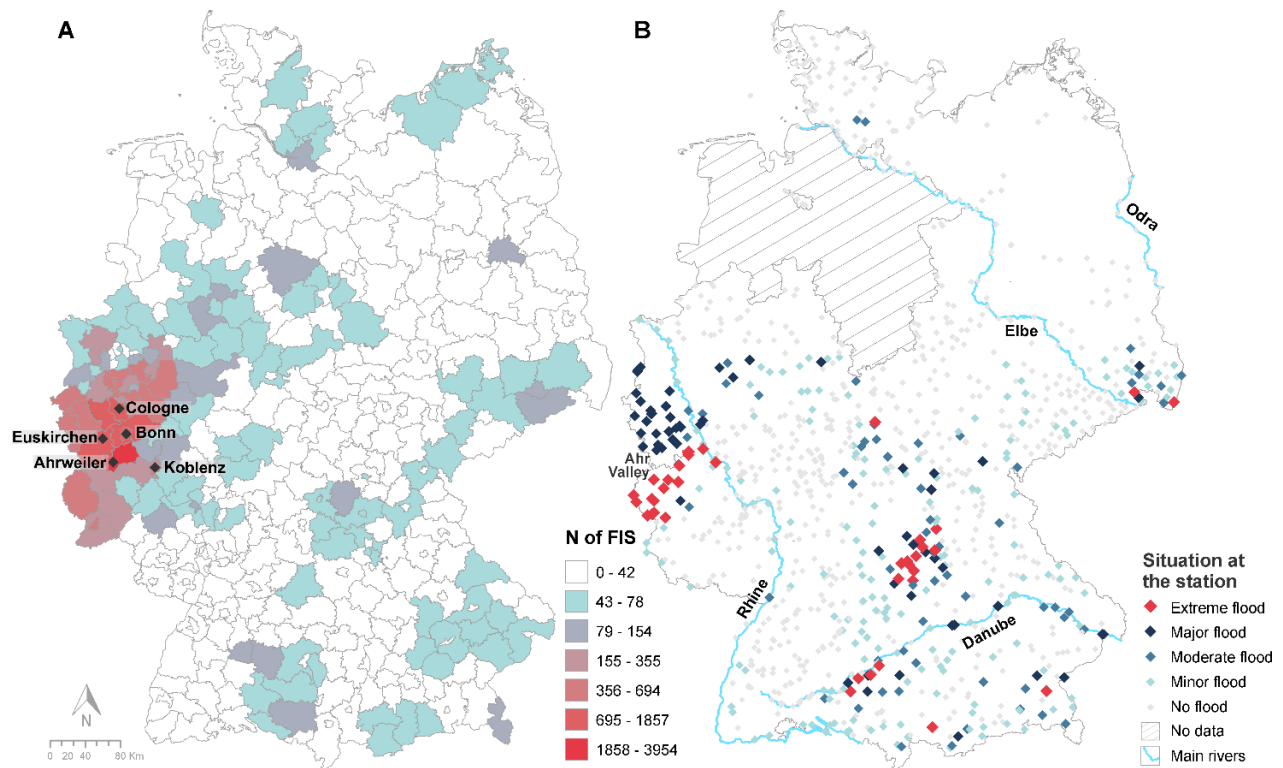 A
Cologne
Euskirchen
Bonn
Ahrweiler
Koblenz
N of FIS
0 - 42
43 - 78
79 - 154
155 - 355
356 - 694
695 - 1857
1858 - 3954
N
0 20 40 80 Km
B
Odra
Elbe
Ahr
Valley
Rhine
Danube
Situation at
the station
Extreme flood
Major flood
Moderate flood
Minor flood
No flood
No data
Main rivers